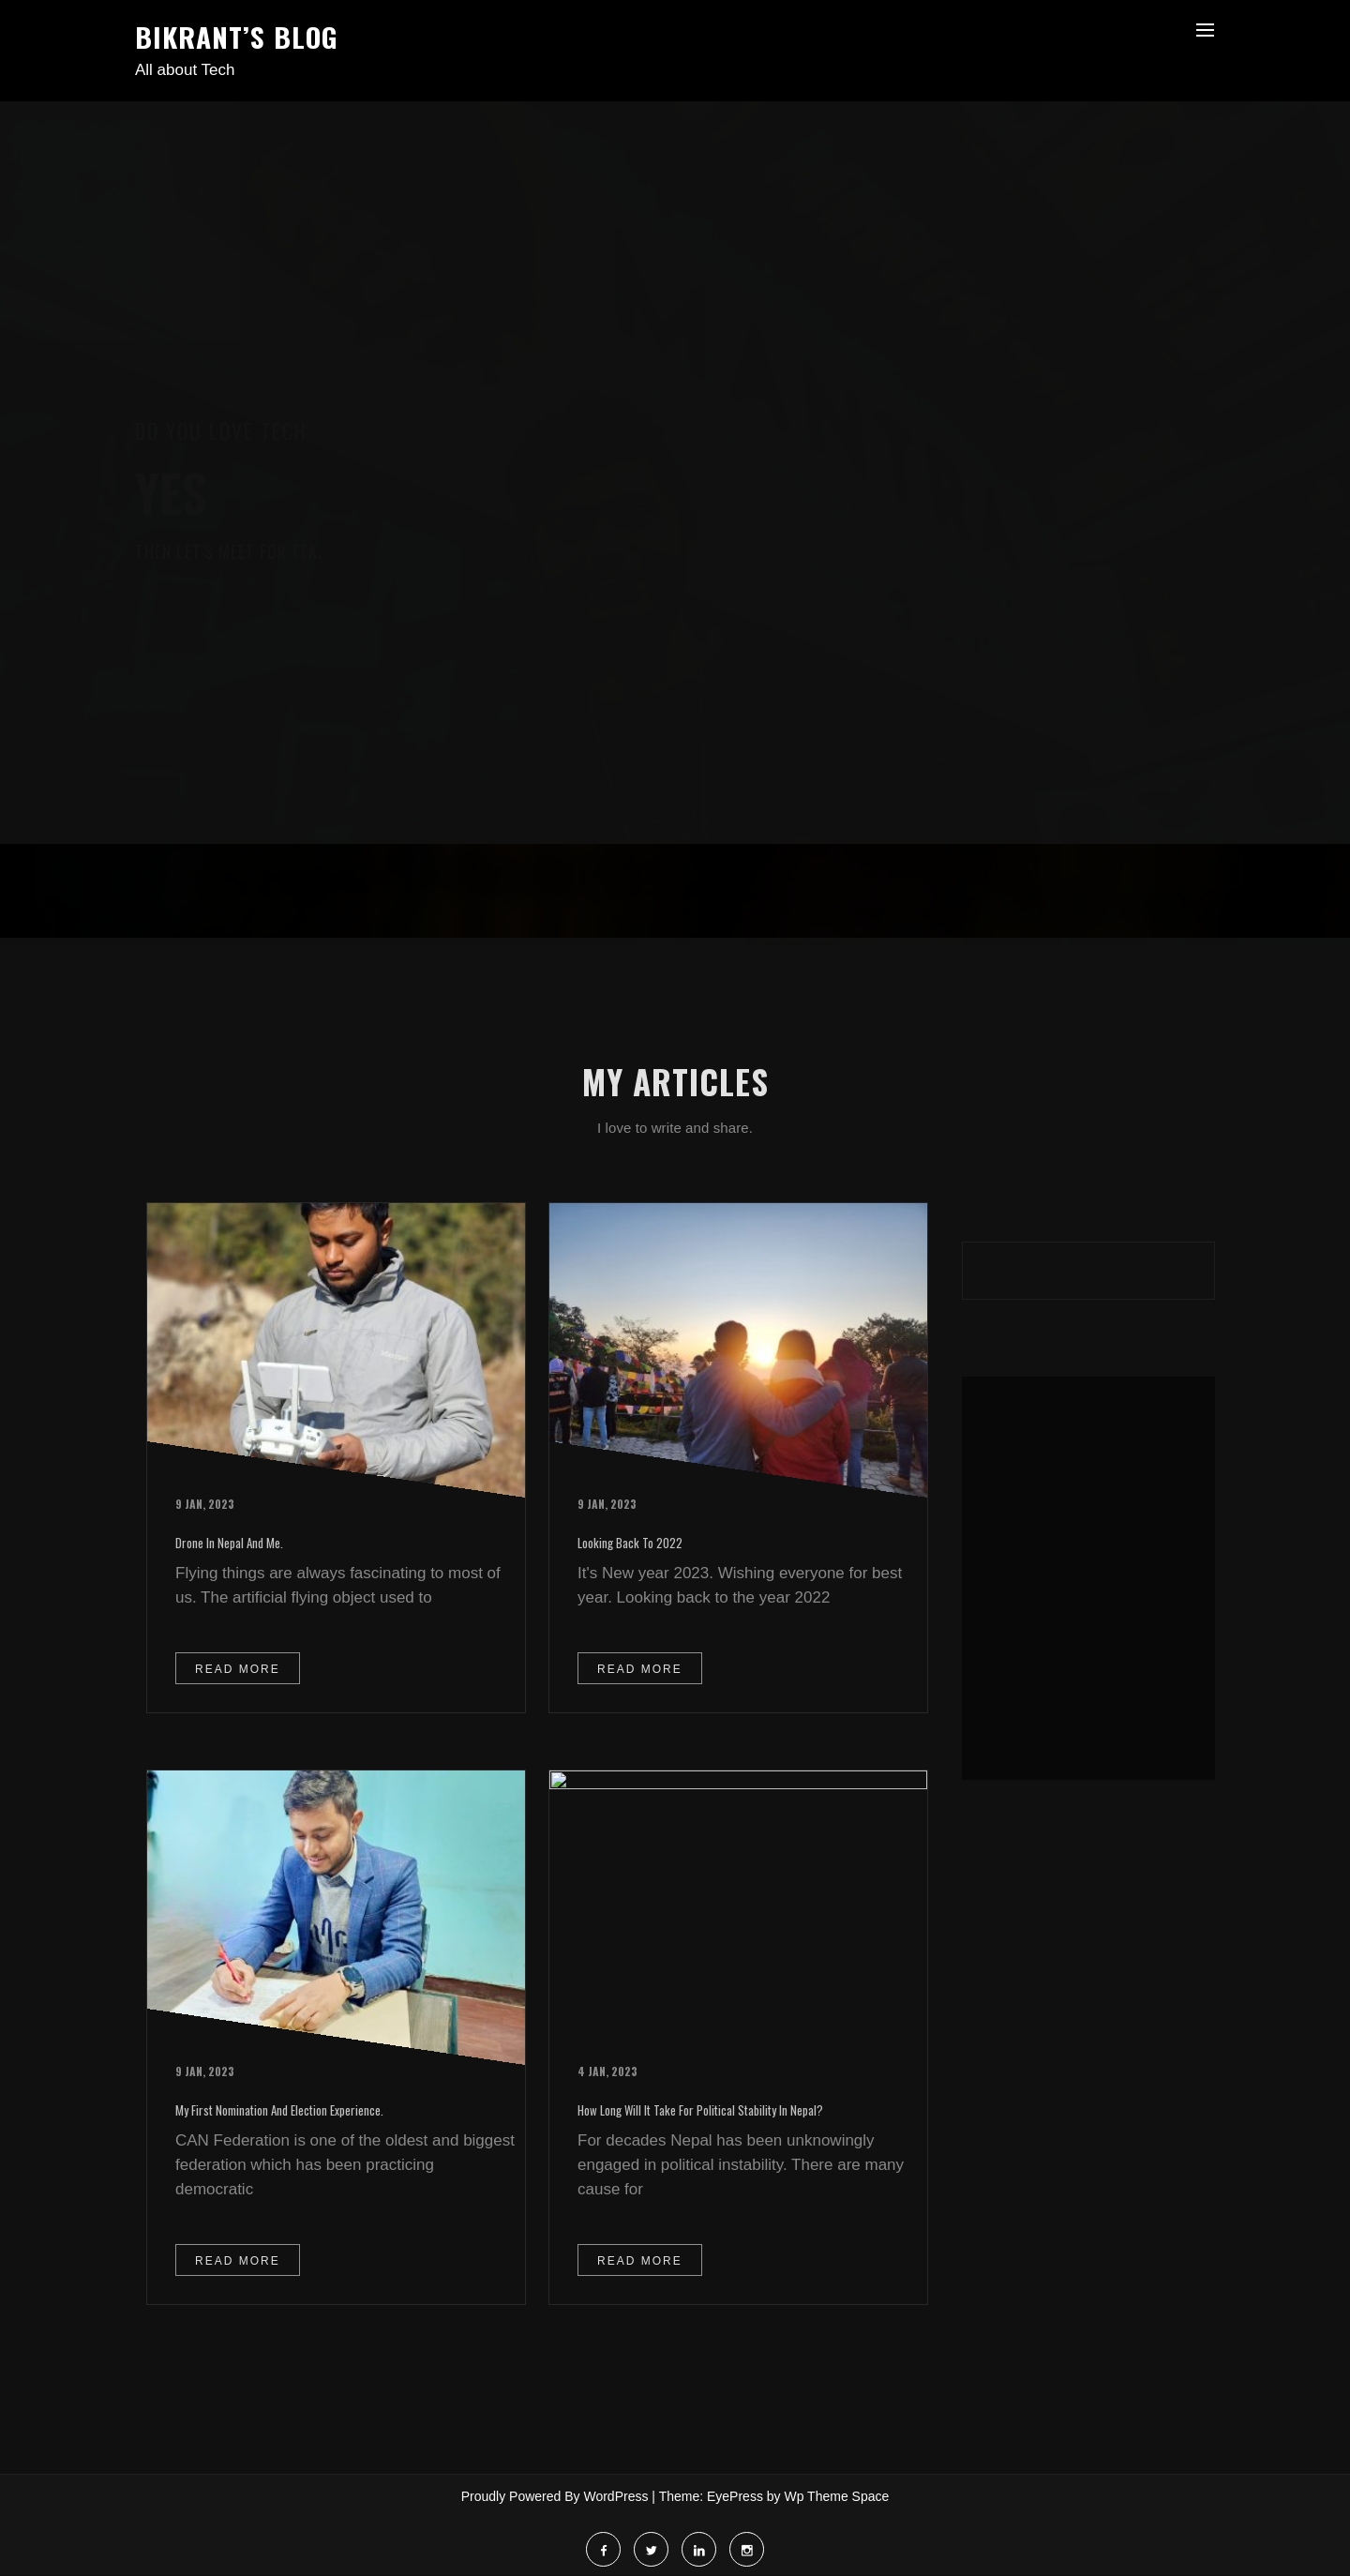 BIKRANT’S BLOG
All about Tech
DO YOU LOVE TECH
YES
MY ARTICLES
I love to write and share.
9 JAN, 2023
Drone In Nepal And Me.
Flying things are always fascinating to most of
us. The artificial flying object used to
READ MORE
9 JAN, 2023
Looking Back To 2022
It's New year 2023. Wishing everyone for best
year. Looking back to the year 2022
READ MORE
9 JAN, 2023
My First Nomination And Election Experience.
CAN Federation is one of the oldest and biggest
federation which has been practicing
democratic
READ MORE
4 JAN, 2023
How Long Will It Take For Political Stability In Nepal?
For decades Nepal has been unknowingly
engaged in political instability. There are many
cause for
READ MORE
Proudly Powered By WordPress | Theme: EyePress by Wp Theme Space